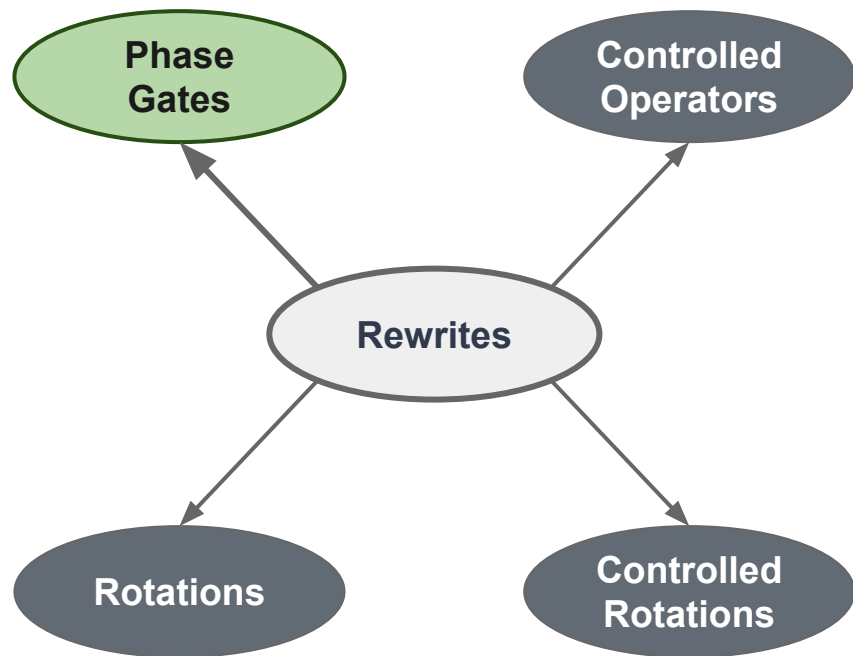 Phase
Gates
Controlled
Operators
Rewrites
Rotations
Controlled
Rotations